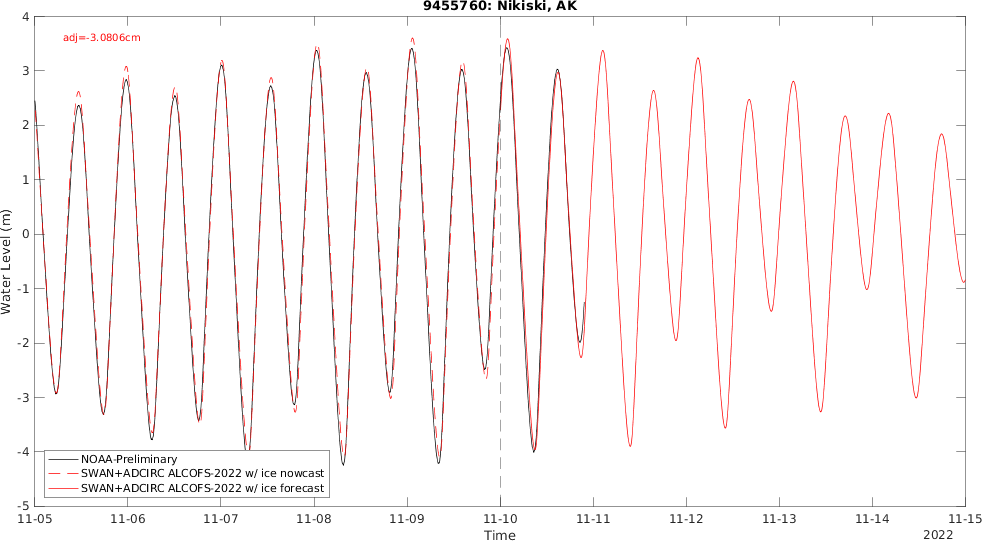 9455760: Nikiski, AK
adj=-3.0806cm
4
3
2
1
0
-1
-2
-3
-4
-5
Water Level (m)
NOAA-Preliminary
SWAN+ADCIRC ALCOFS-2022 w/ ice nowcast
SWAN+ADCIRC ALCOFS-2022 w/ ice forecast
11-05 11-06 11-07 11-08 11-09 11-10 11-11 11-12 11-13 11-14 11-15
Time
2022